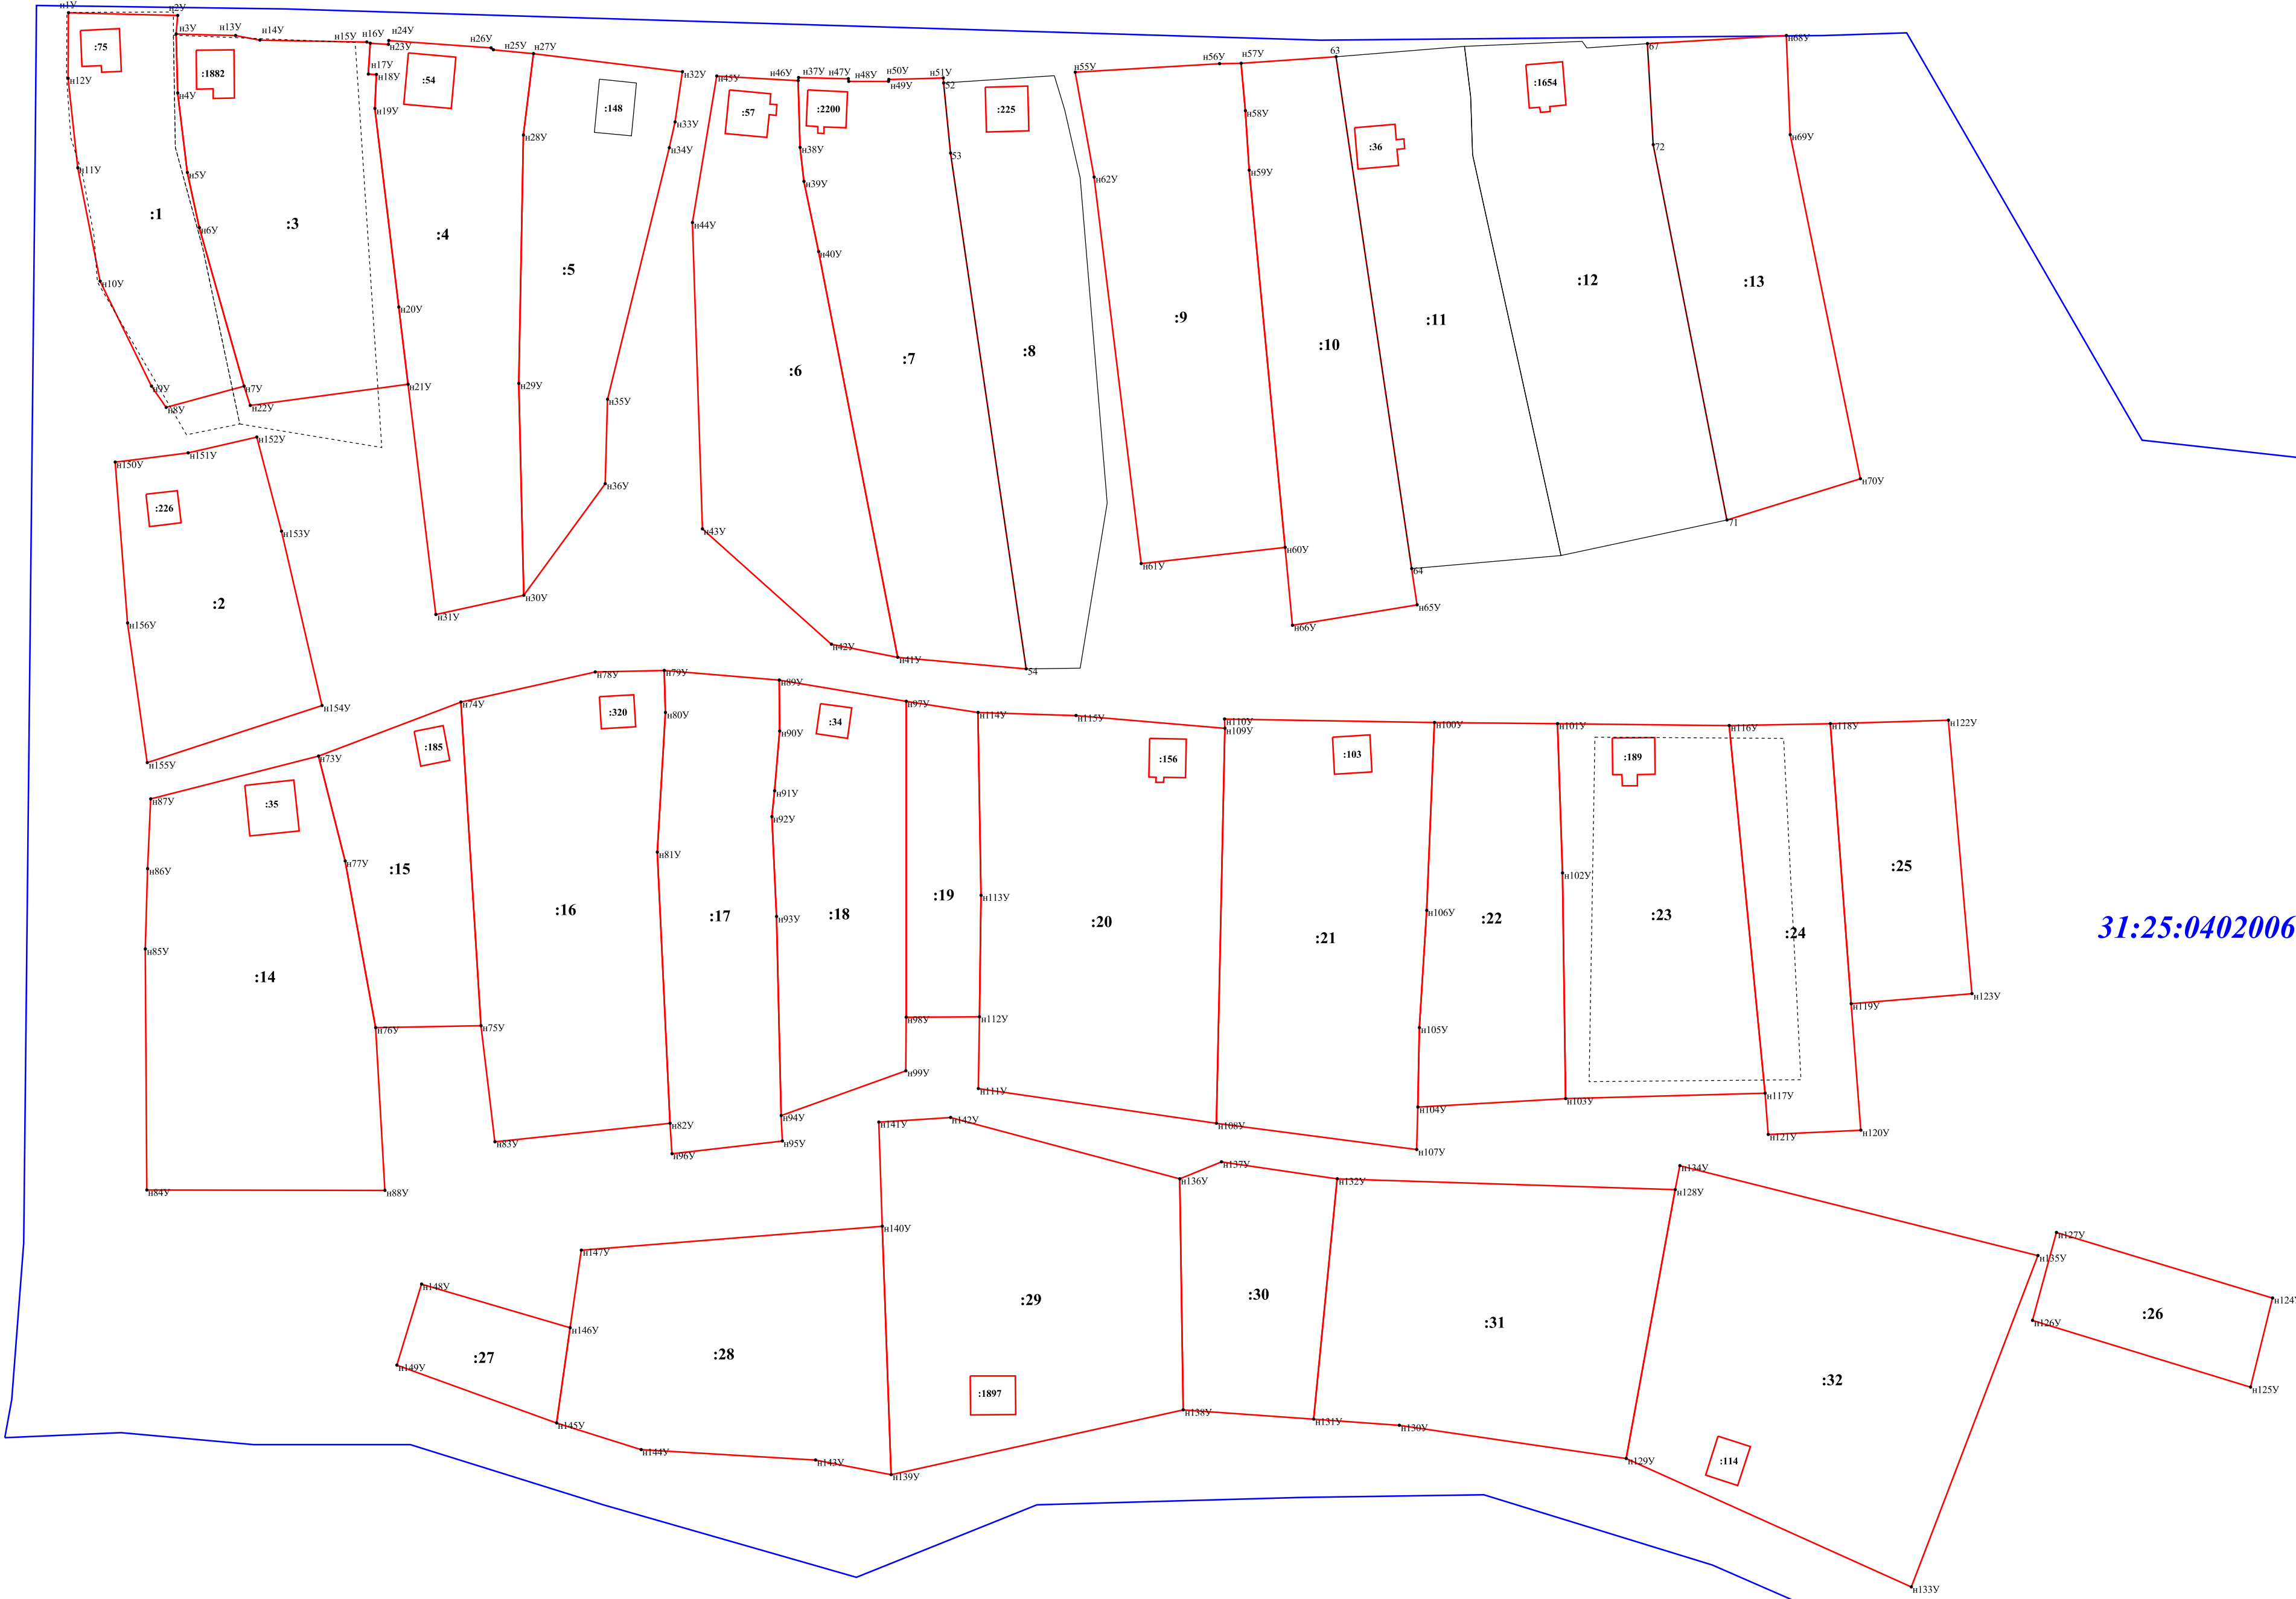 н1У
н2У
н3У
н13У
н14У
н15У
н16У
н24У
н23У
н26У
н25У
н27У
н17У
н18У
:75
:1882
:54
:148
н12У
н4У
н19У
н28У
н32У
н33У
н34У
н11У
н5У
н6У
:1
:3
:4
:5
н10У
н20У
н9У
н7У
н8У
н22У
н21У
н29У
н35У
н36У
н30У
н31У
н45У
н46У
н37У
н47У
н48У
н50У
н49У
н51У
52
:57
:2200
:225
н38У
53
н39У
н44У
н40У
:6
:7
:8
н43У
н42У
н41У
54
н55У
н56У
н57У
63
67
н68У
н58У
:36
:1654
н69У
72
н62У
н59У
:9
:10
:11
:12
:13
н60У
н61У
64
н65У
н66У
71
н70У
н152У
н151У
н150У
:226
н153У
:2
н156У
н154У
н155У
н78У
н79У
н74У
:320
н80У
н89У
н97У
н114У
н115У
:34
н90У
н73У
:185
н87У
:35
н91У
н92У
н81У
н77У
н86У
:15
:16
:17
:18
:19
н113У
н93У
н85У
:14
н76У
н75У
н98У
н112У
н99У
н111У
н94У
н95У
н82У
н83У
н96У
н84У
н88У
н110У
н109У
н100У
н101У
н116У
н118У
н122У
:156
:103
:189
н102У
:25
н106У
:20
:21
:22
:23
:24
31:25:0402006
н105У
н119У
н123У
н103У
н104У
н117У
н108У
н107У
н121У
н120У
н141У
н142У
н137У
н136У
н132У
н134У
н128У
н140У
н147У
н127У
н135У
н148У
н124
:29
:30
:31
:26
н126У
н146У
:27
:28
н149У
:1897
:32
н125У
н145У
н144У
н143У
н139У
н138У
н131У
н130У
н129У
:114
н133У